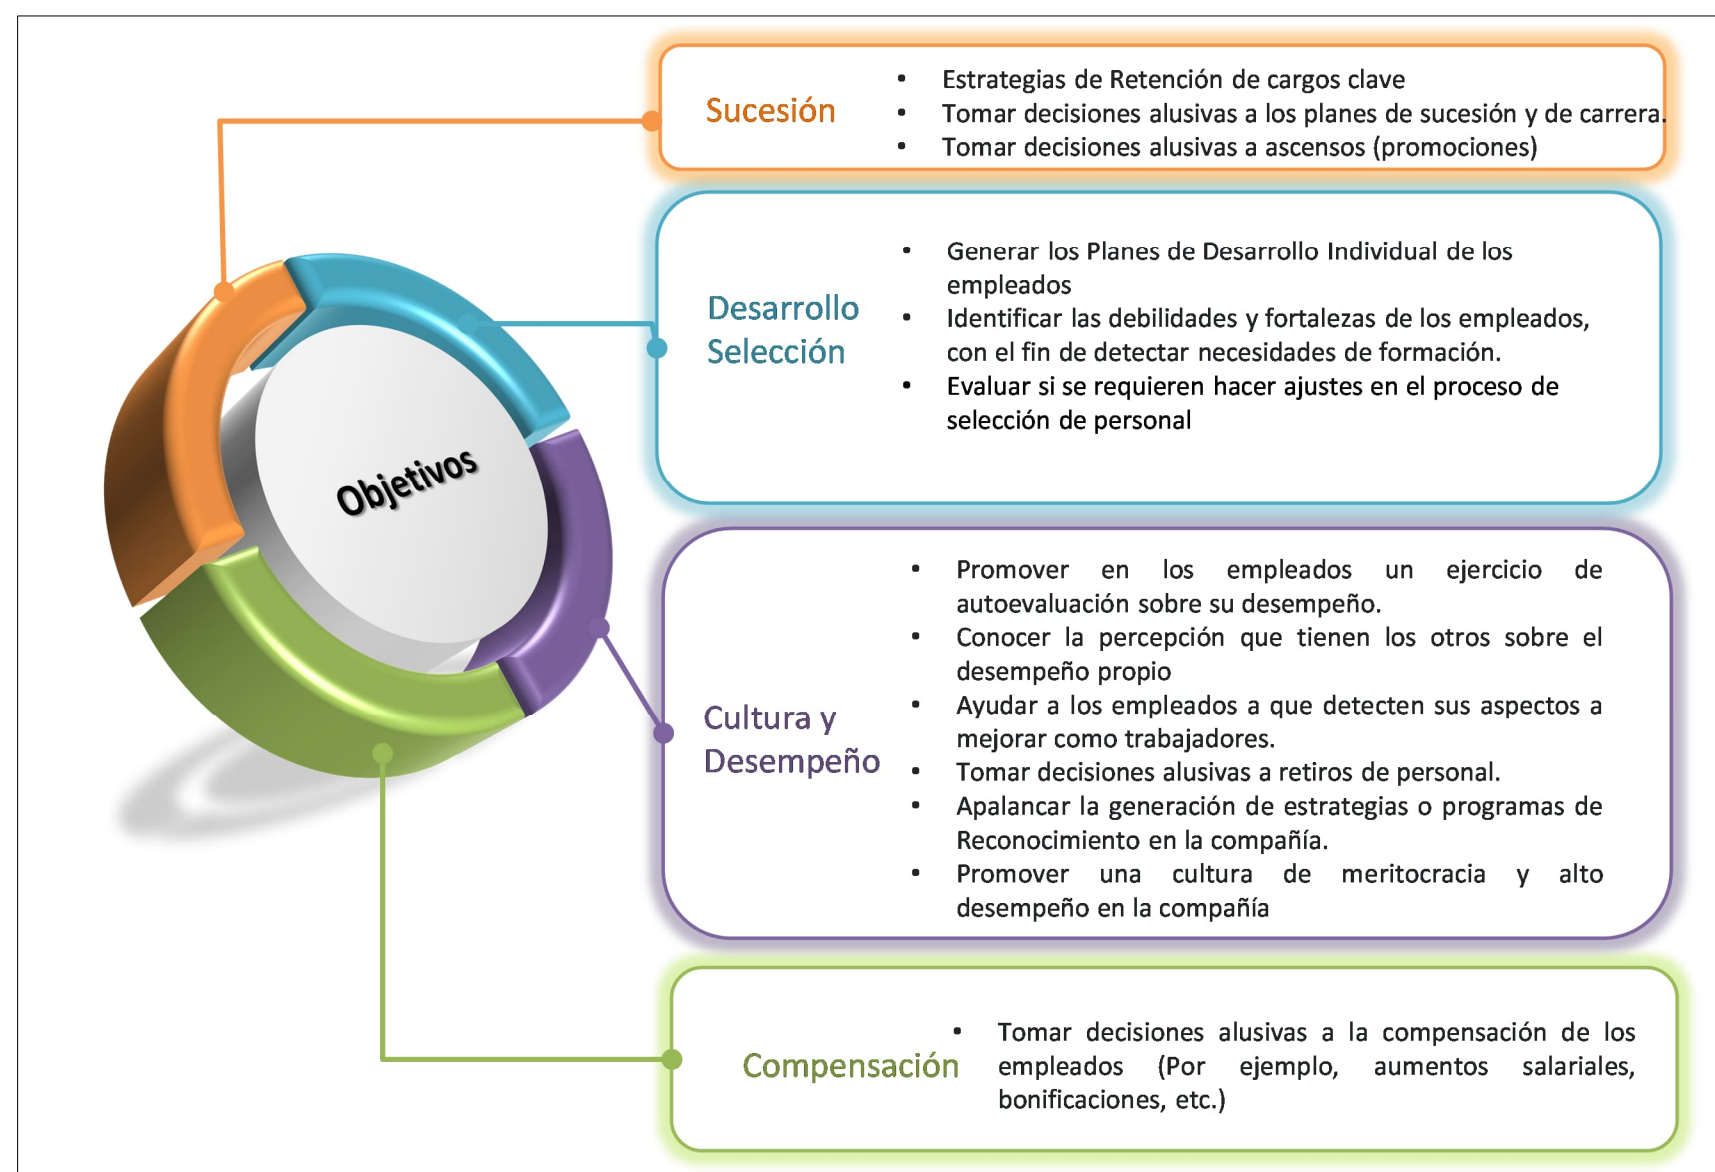 Sucesión
• Estrategias de Retención de cargos clave
• Tomar decisiones alusivas a los planes de sucesión y de carrera.
• Tomar decisiones alusivas a ascensos (promociones)
Desarrollo
Selección
• Generar los Planes de Desarrollo Individual de los
empleados
• Identificar las debilidades y fortalezas de los empleados,
con el fin de detectar necesidades de formación.
• Evaluar si se requieren hacer ajustes en el proceso de
selección de personal
Objetivos
Cultura y
Desempeño
• Promover en los empleados un ejercicio de
autoevaluación sobre su desempeño.
• Conocer la percepción que tienen los otros sobre el
desempeño propio
• Ayudar a los empleados a que detecten sus aspectos a
mejorar como trabajadores.
• Tomar decisiones alusivas a retiros de personal.
• Apalancar la generación de estrategias o programas de
Reconocimiento en la compañía.
• Promover una cultura de meritocracia y alto
desempeño en la compañía
Compensación
• Tomar decisiones alusivas a la compensación de los
empleados (Por ejemplo, aumentos salariales,
bonificaciones, etc.)